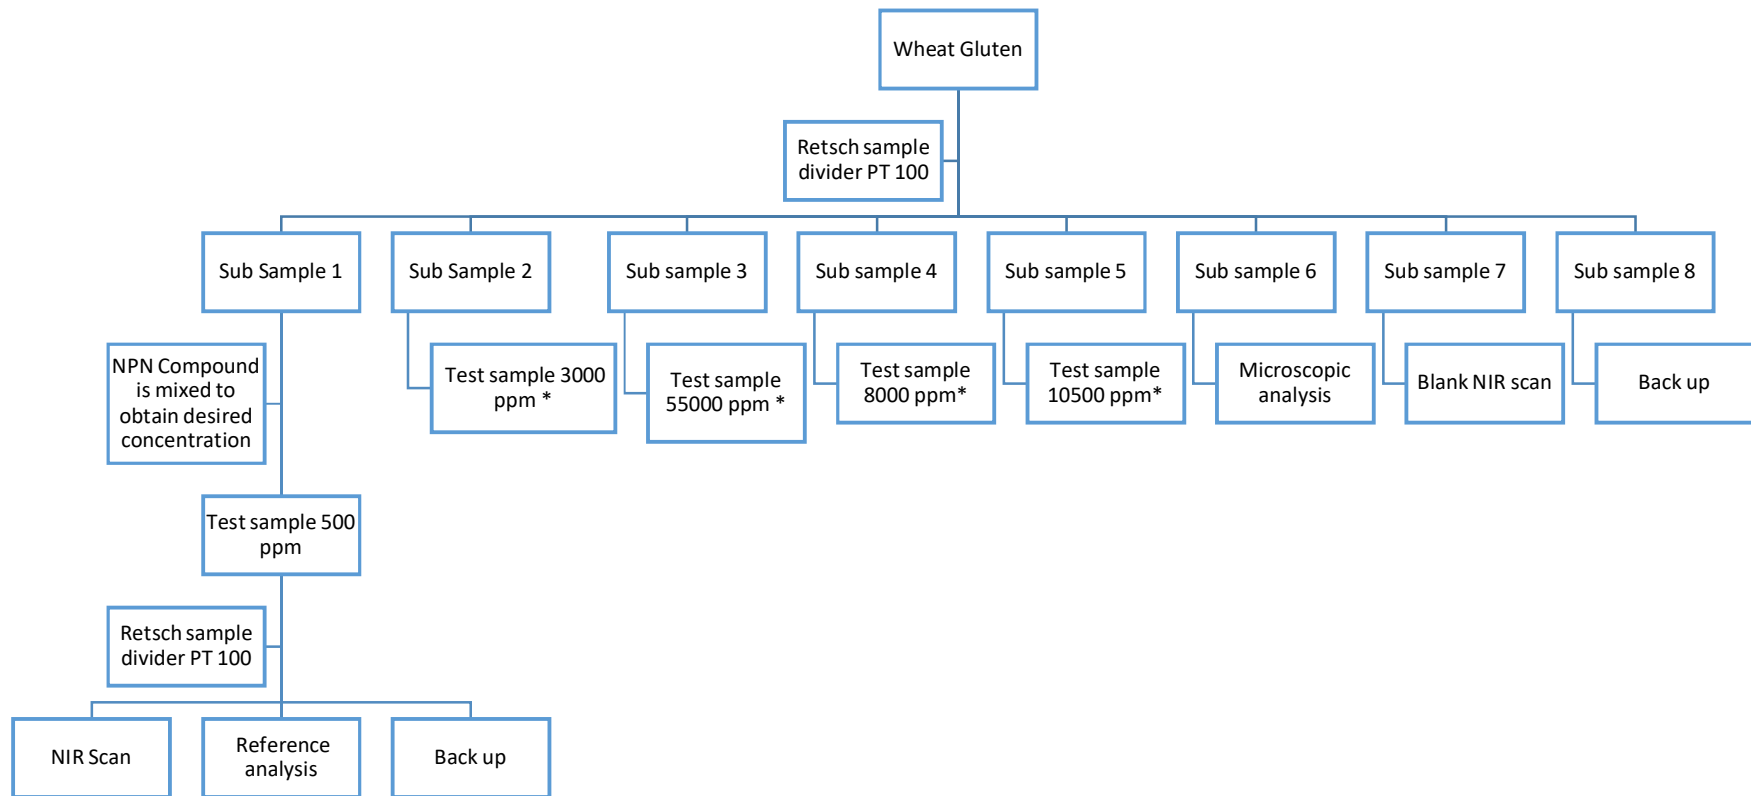 Wheat Gluten
Retsch sample
divider PT 100
Sub Sample 1
Sub Sample 2
Sub sample 3
Sub sample 4
Sub sample 5
Sub sample 6
Sub sample 7
Sub sample 8
NPN Compound
is mixed to
obtain desired
concentration
Test sample 3000
ppm *
Test sample
55000 ppm *
Test sample
8000 ppm*
Test sample
10500 ppm*
Microscopic
analysis
Blank NIR scan
Back up
Test sample 500
ppm
Retsch sample
divider PT 100
NIR Scan
Reference
analysis
Back up